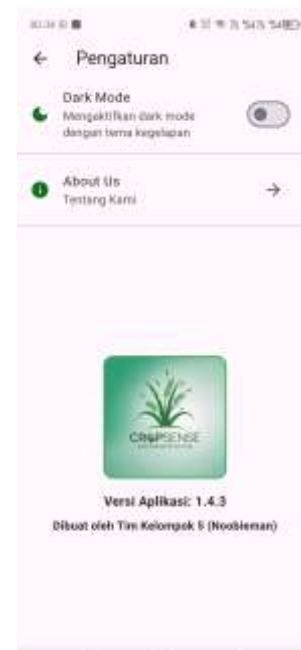 Pengaturan
Dark Mode
Mengaktifkan dark mode
dengan tema kegelapan
About Us
Tentang Kami
CROPSENSE
Versi Aplikasi: 1.4.3
Dibuat oleh Tim Kelompok 5 (Noobleman)